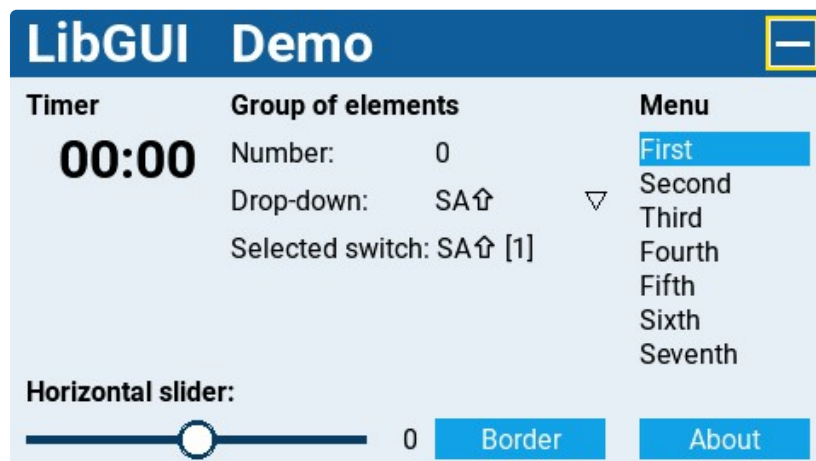 LibGUI Demo
Timer
00:00
Group of elements
Number: 0
Drop-down: SA⇧
Selected switch: SA⇧ [1]
Menu
First
Second
Third
Fourth
Fifth
Sixth
Seventh
Horizontal slider:
0
Border
About